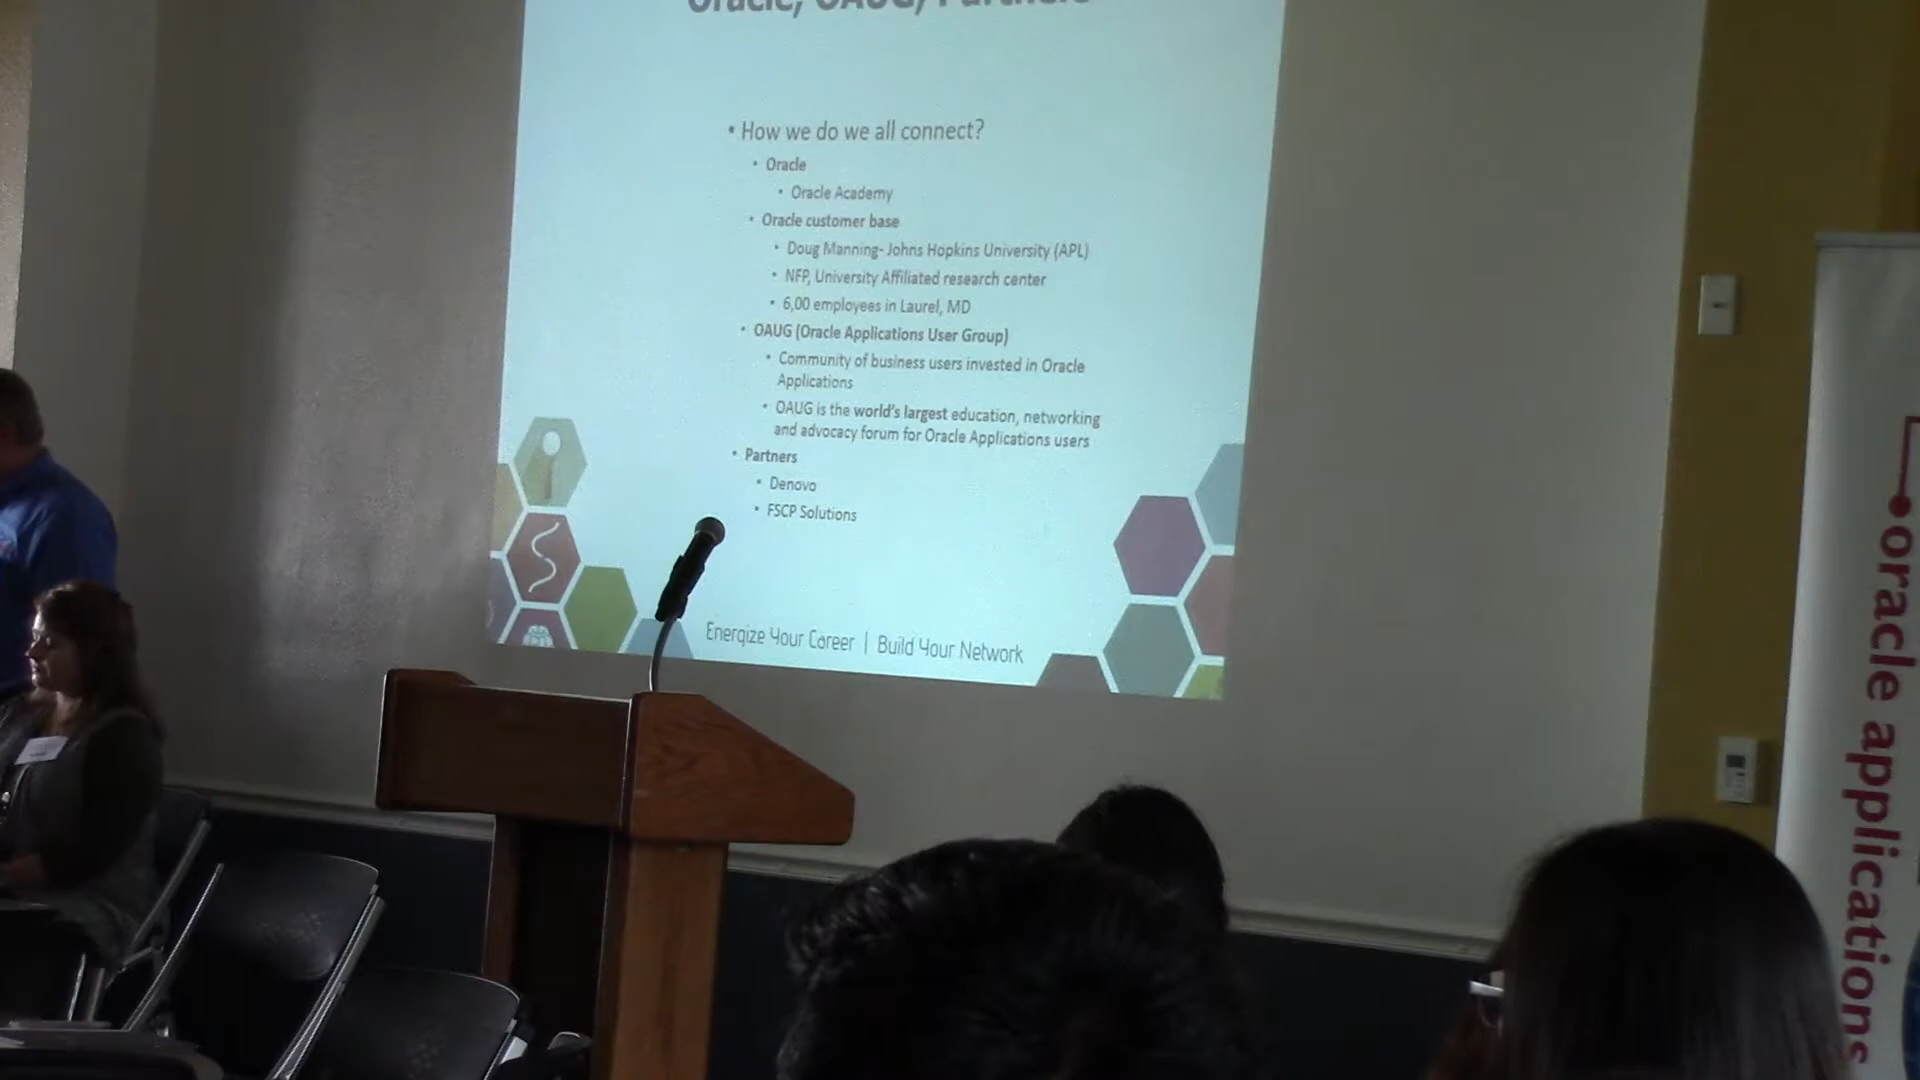 Oracle, OAUG, Partners
• How we do we all connect?
• Oracle
• Oracle Academy
• Oracle customer base
• Doug Manning- Johns Hopkins University (APL)
• NFP, University Affiliated research center
• 6,00 employees in Laurel, MD
• OAUG (Oracle Applications User Group)
• Community of business users invested in Oracle
Applications
• OAUG is the world's largest education, networking
and advocacy forum for Oracle Applications users
• Partners
• Denovo
• FSCP Solutions
Energize Your Career | Build Your Network
oracle applications